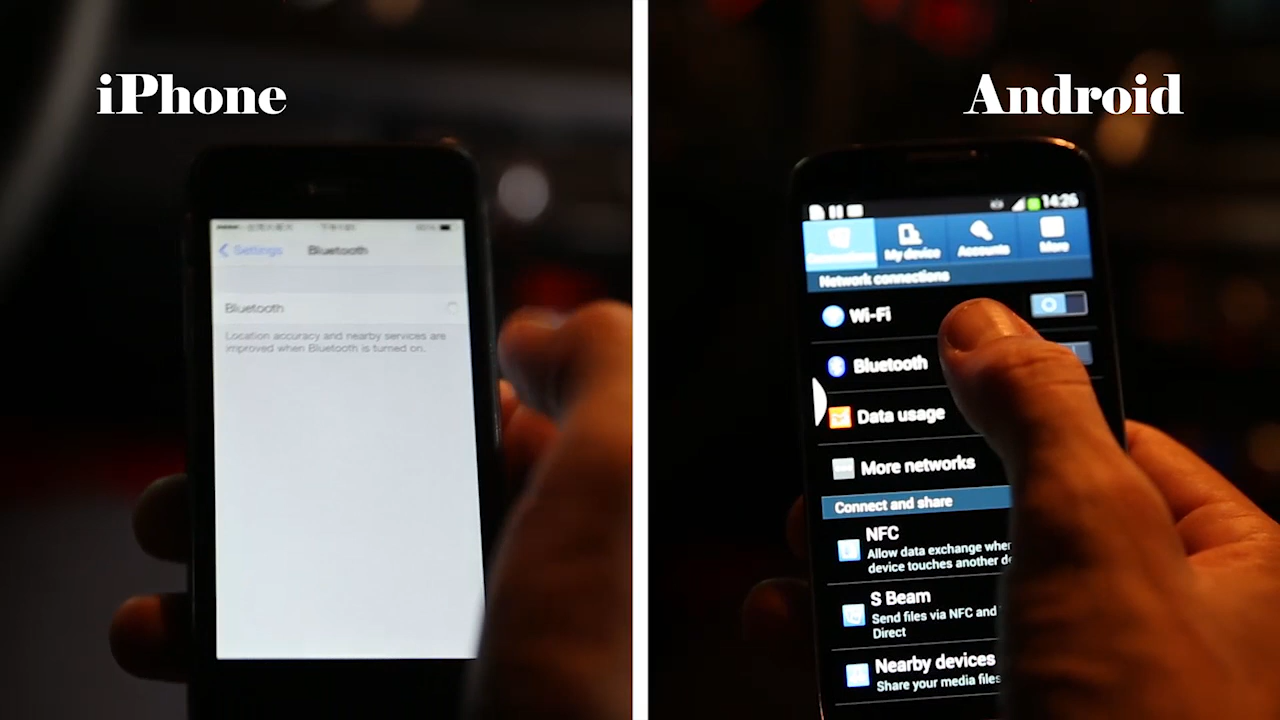 iPhone
Settings
Bluetooth
Bluetooth
Location accuracy and nearby services are
improved when Bluetooth is turned on.
Android
14:26
My device
Accounts
More
Network connections
Wi-Fi
Bluetooth
Data usage
More networks
Connect and share
NFC
Allow data exchange
device touches another
S Beam
Send files via NFC and
Direct
Nearby devices
Share your media files